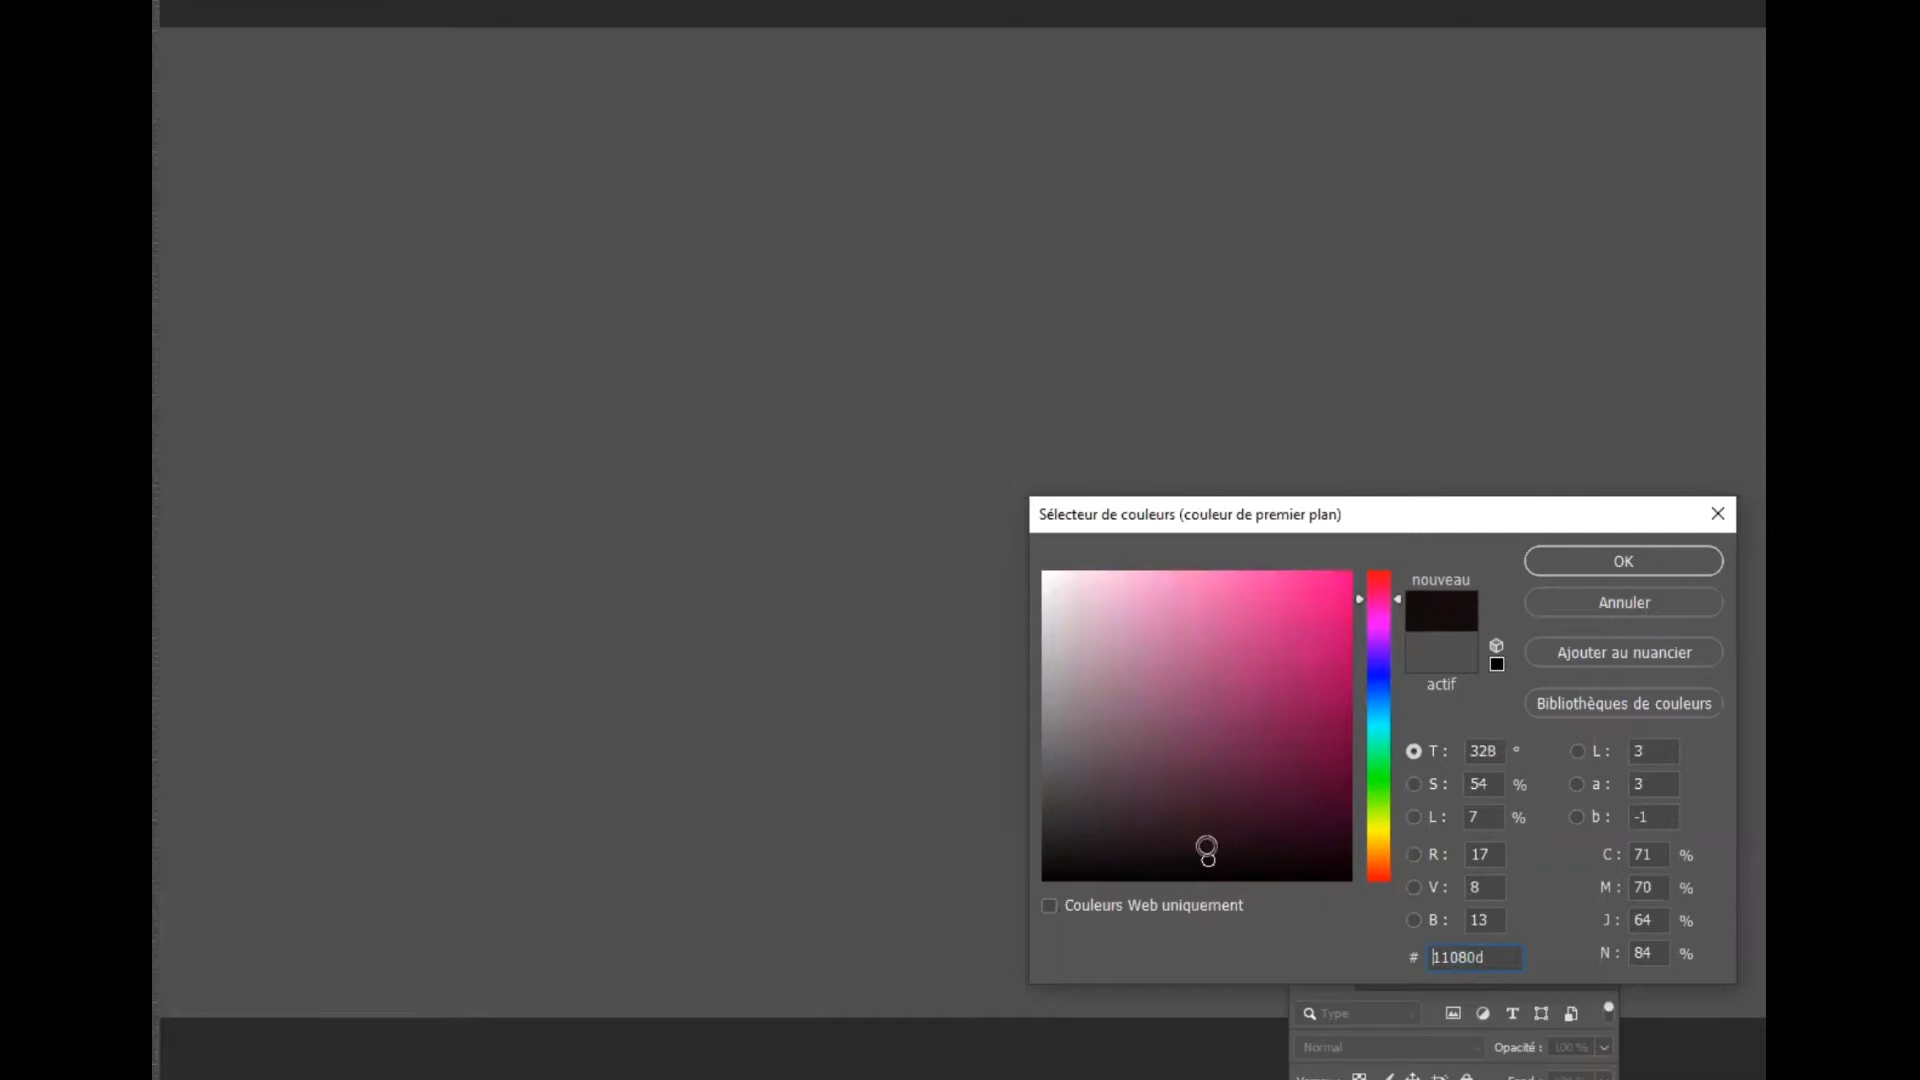 Sélecteur de couleurs (couleur de premier plan)
nouveau
actif
OK
Annuler
Ajouter au nuancier
Bibliothèques de couleurs
T : 328 °
S : 54 %
L : 7 %
R : 17
V : 8
B : 13
# 11080d
L : 3
a : 3
b : -1
C : 71 %
M : 70 %
J : 64 %
N : 84 %
Couleurs Web uniquement
Type
Normal
Opacité : 100 %